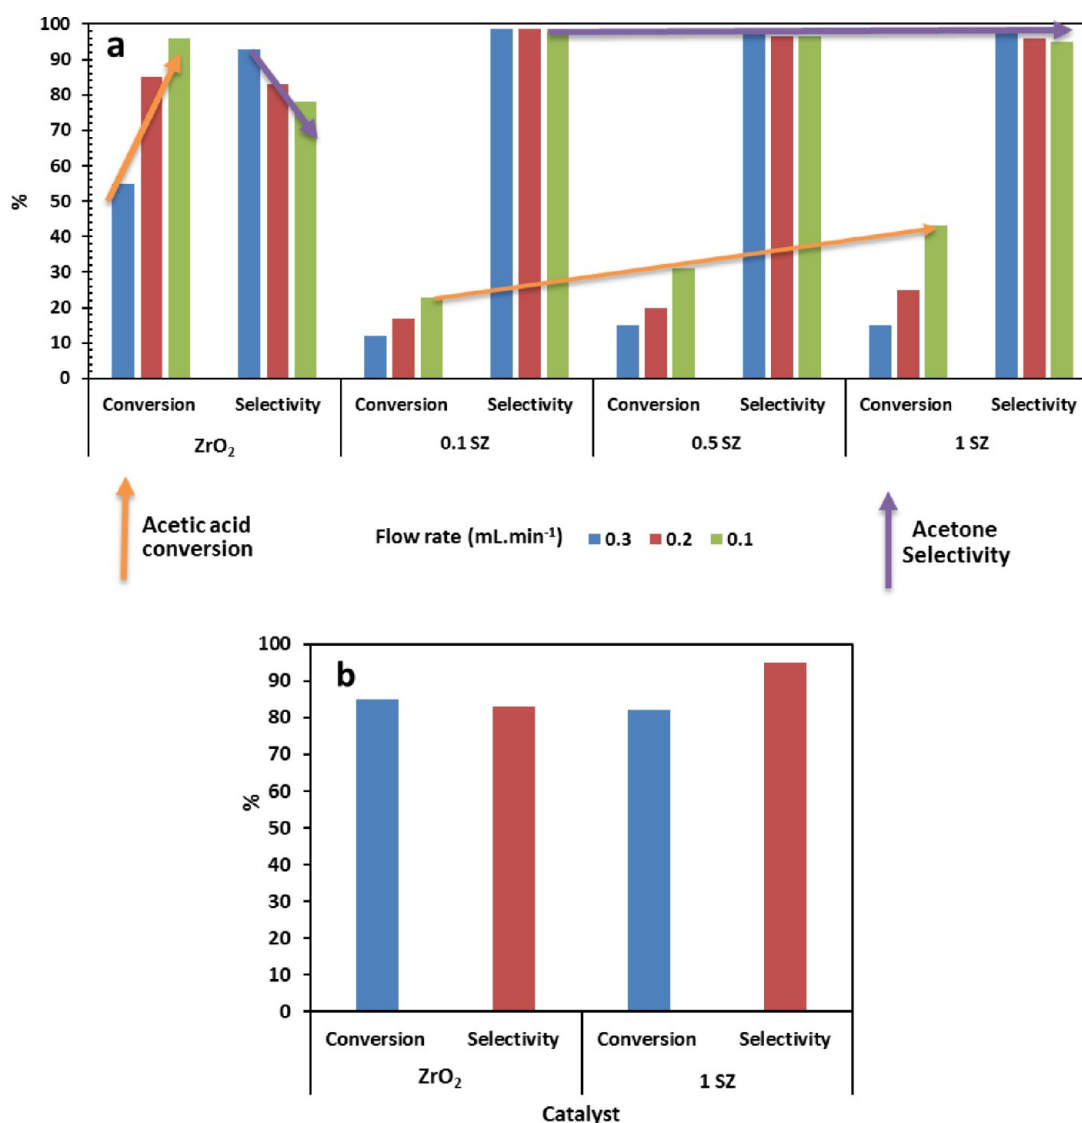 a
100
90
80
70
60
50
40
30
20
10
0
%
Conversion Selectivity Conversion Selectivity Conversion Selectivity Conversion Selectivity
ZrO₂ 0.1 SZ 0.5 SZ 1 SZ
Acetic acid
conversion
Flow rate (mL.min⁻¹) 0.3 0.2 0.1
Acetone
Selectivity
b
100
90
80
70
60
50
40
30
20
10
0
%
Conversion Selectivity Conversion Selectivity
ZrO₂ 1 SZ
Catalyst